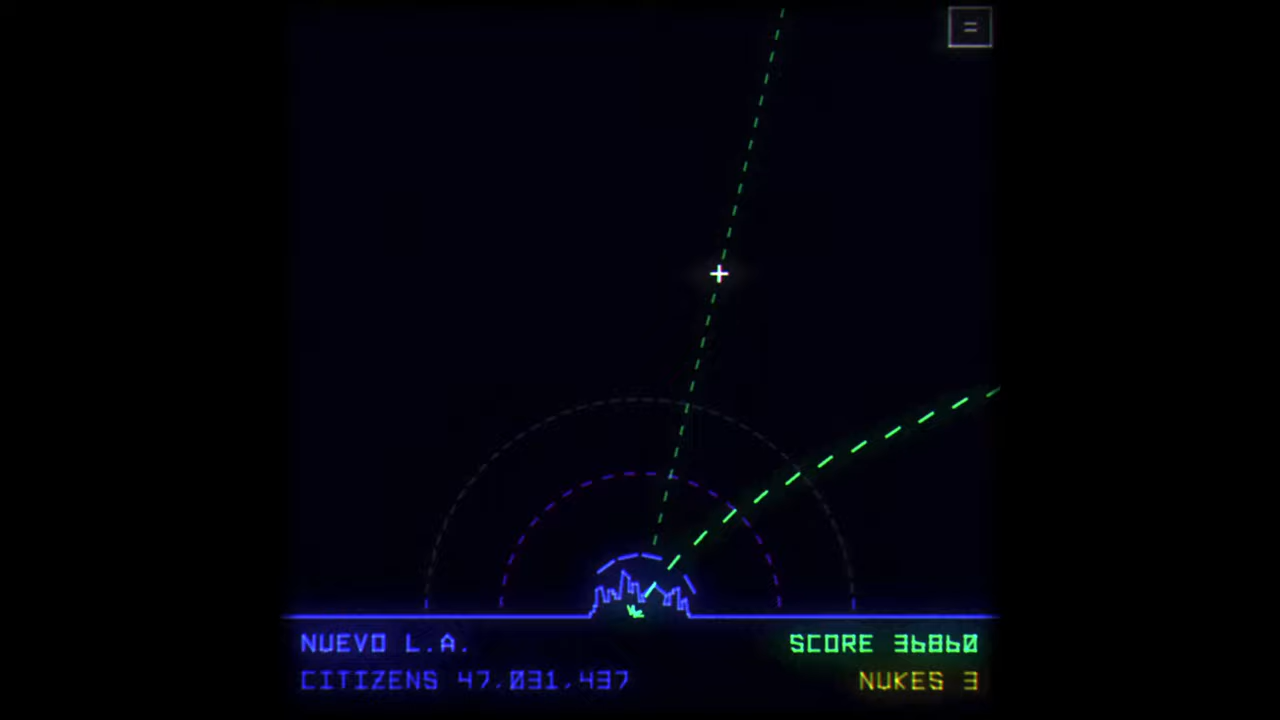 =
NUEVO L.A.
SCORE 36860
CITIZENS 47,031,437
NUKES 3